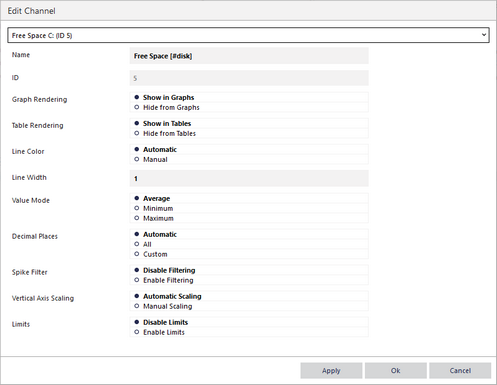 Edit Channel
Free Space C: (ID 5)
Name
Free Space [#disk]
ID
5
Graph Rendering
Show in Graphs
Hide from Graphs
Table Rendering
Show in Tables
Hide from Tables
Line Color
Automatic
Manual
Line Width
1
Value Mode
Average
Minimum
Maximum
Decimal Places
Automatic
All
Custom
Spike Filter
Disable Filtering
Enable Filtering
Vertical Axis Scaling
Automatic Scaling
Manual Scaling
Limits
Disable Limits
Enable Limits
Apply
Ok
Cancel